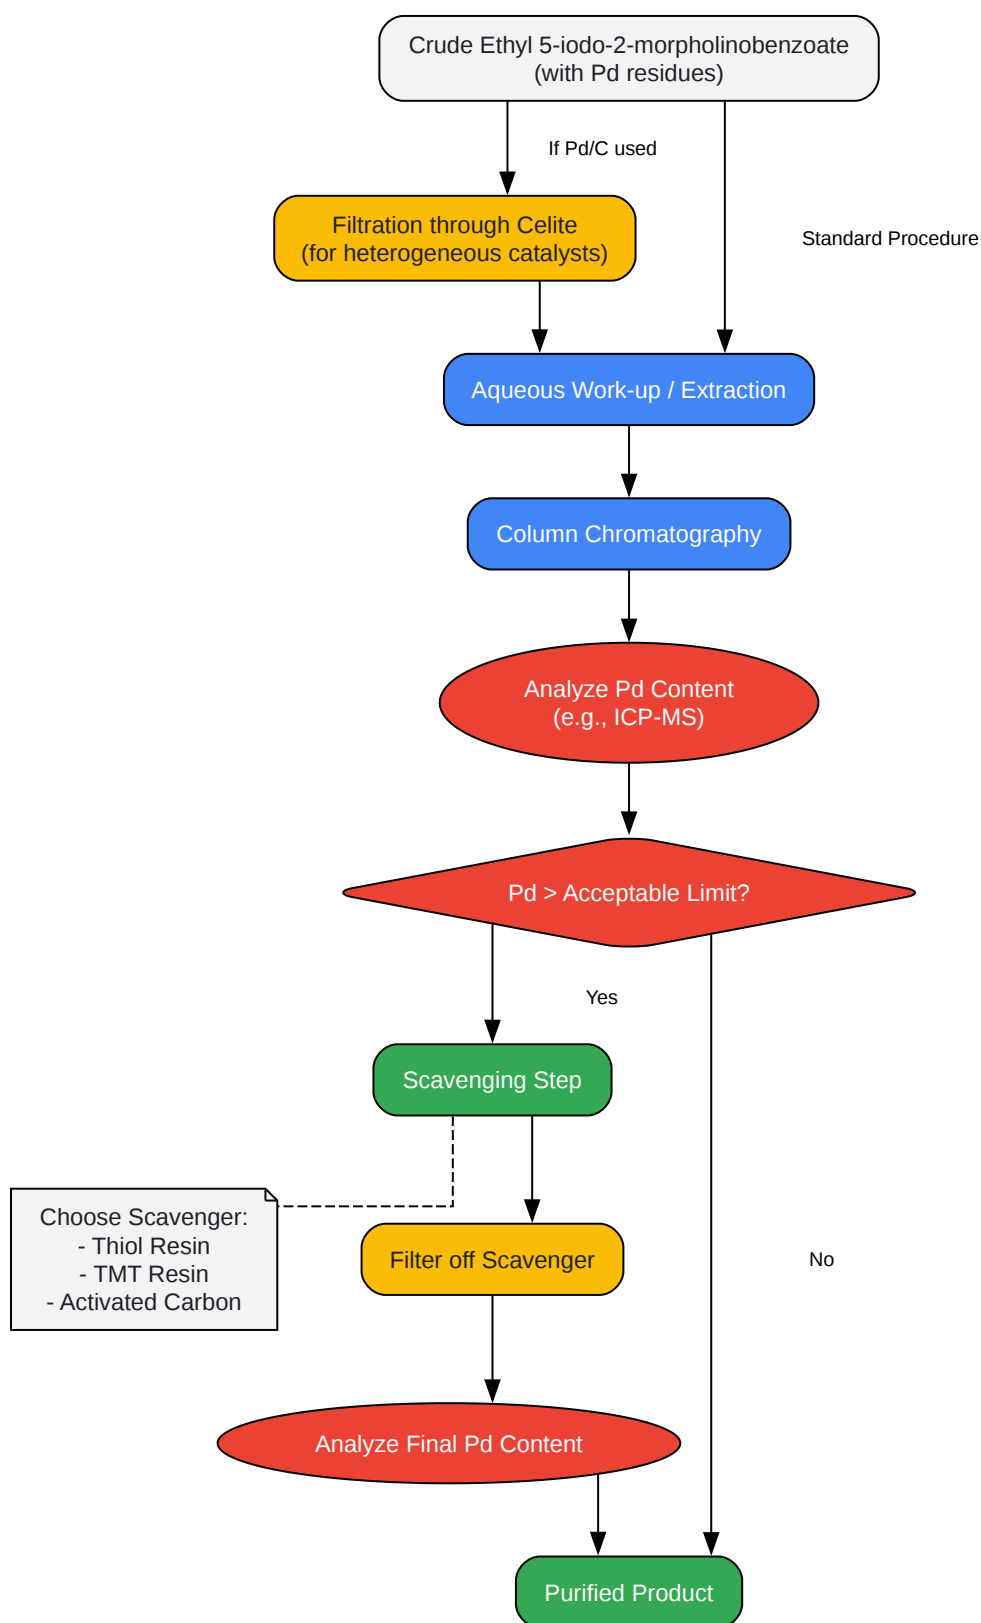 Crude Ethyl 5-iodo-2-morpholinobenzoate
(with Pd residues)
If Pd/C used
Filtration through Celite
(for heterogeneous catalysts)
Standard Procedure
Aqueous Work-up / Extraction
Column Chromatography
Analyze Pd Content
(e.g., ICP-MS)
Pd > Acceptable Limit?
Yes
Scavenging Step
Choose Scavenger:
- Thiol Resin
- TMT Resin
- Activated Carbon
Filter off Scavenger
No
Analyze Final Pd Content
Purified Product